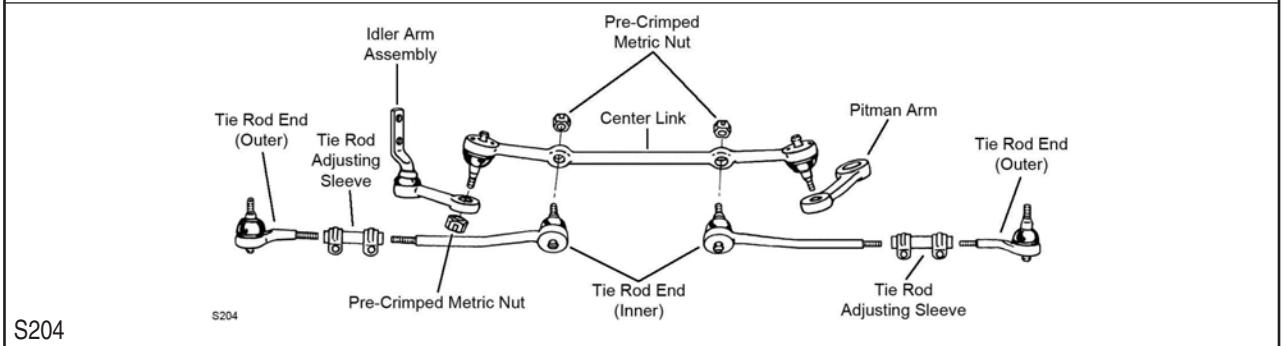 Pre-Crimped
Metric Nut
Idler Arm
Assembly
Center Link
Pitman Arm
Tie Rod End
(Outer)
Tie Rod
Adjusting
Sleeve
Tie Rod End
(Outer)
Pre-Crimped Metric Nut
Tie Rod End
(Inner)
Tie Rod
Adjusting Sleeve
S204
S204